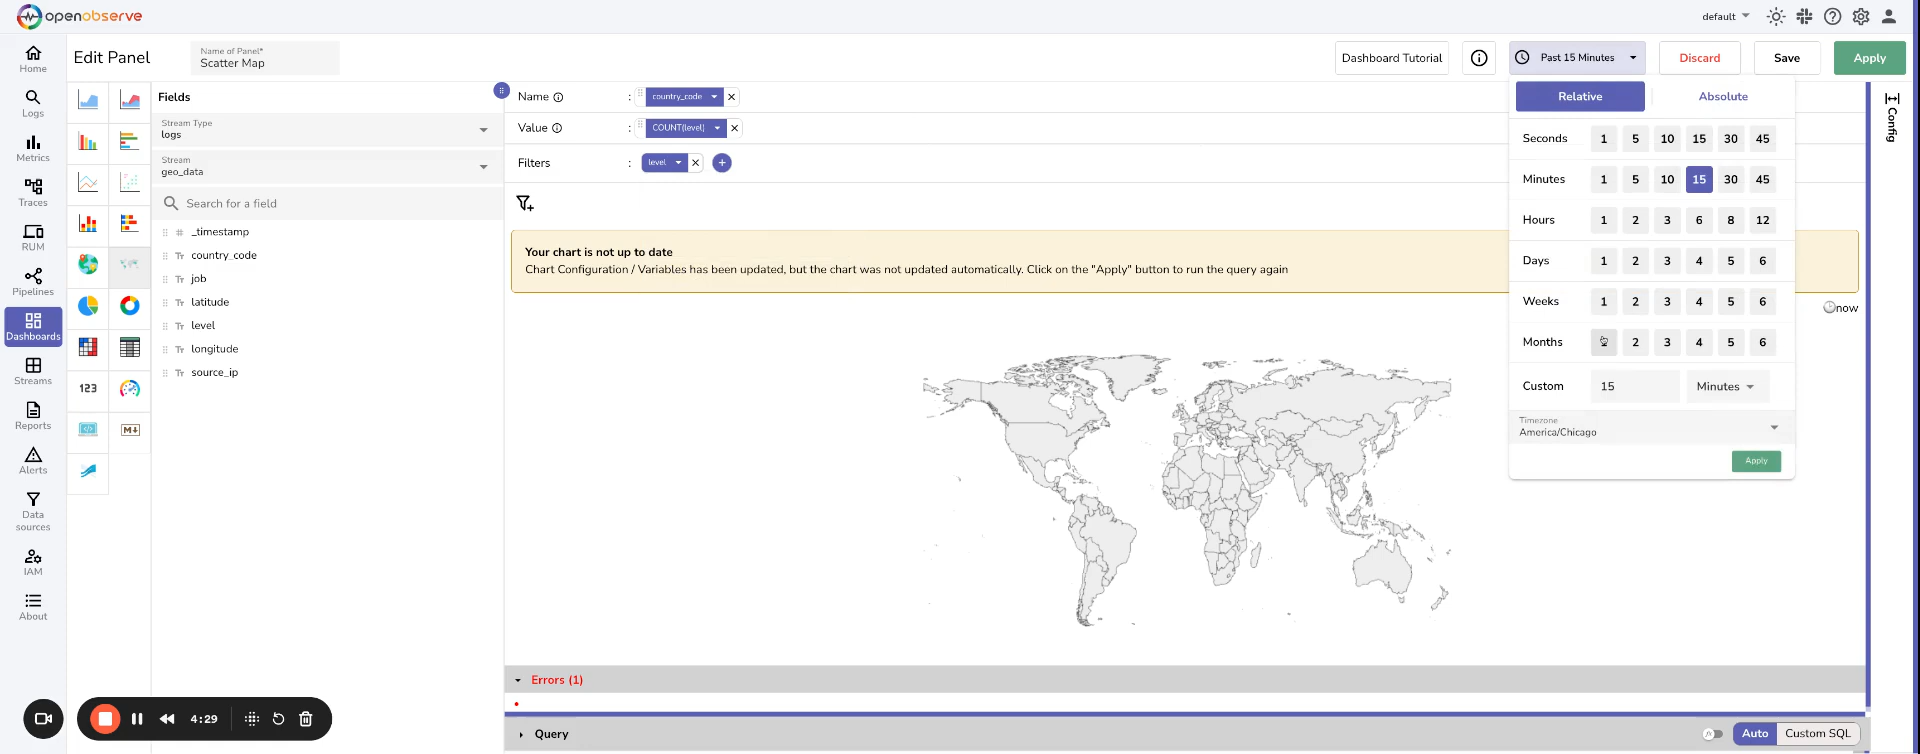 openobserve
default
Edit Panel
Name of Panel*
Scatter Map
Dashboard Tutorial
Past 15 Minutes
Discard
Save
Apply
Home
Logs
Metrics
Traces
RUM
Pipelines
Dashboards
Streams
Reports
Alerts
Data sources
IAM
About
123
M
Fields
Stream Type
logs
Stream
geo_data
Search for a field
# _timestamp
Tr country_code
Tr job
Tr latitude
Tr level
Tr longitude
Tr source_ip
Name : country_code
Value : COUNT(level)
Filters : level
Your chart is not up to date
Chart Configuration / Variables has been updated, but the chart was not updated automatically. Click on the "Apply" button to run the query again
now
Relative Absolute
Seconds 1 5 10 15 30 45
Minutes 1 5 10 15 30 45
Hours 1 2 3 6 8 12
Days 1 2 3 4 5 6
Weeks 1 2 3 4 5 6
Months 2 3 4 5 6
Custom 15 Minutes
Timezone
America/Chicago
Apply
Config
Errors (1)
Query
Auto
Custom SQL
4:29